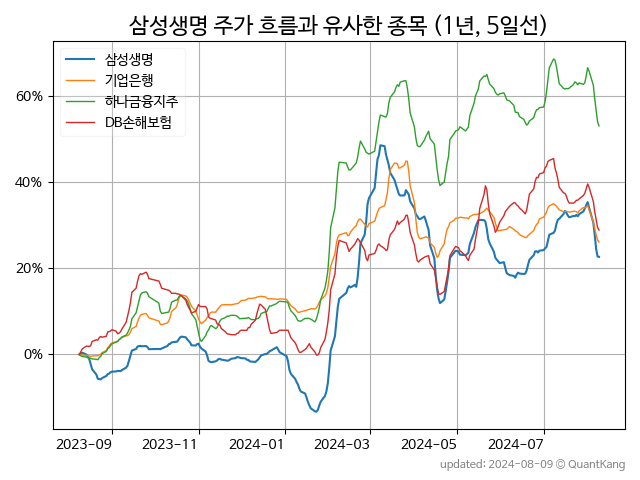 삼성생명 주가 흐름과 유사한 종목 (1년, 5일선)
삼성생명
기업은행
하나금융지주
DB손해보험
60%
40%
20%
0%
2023-09 2023-11 2024-01 2024-03 2024-05 2024-07
updated: 2024-08-09 © QuantKang